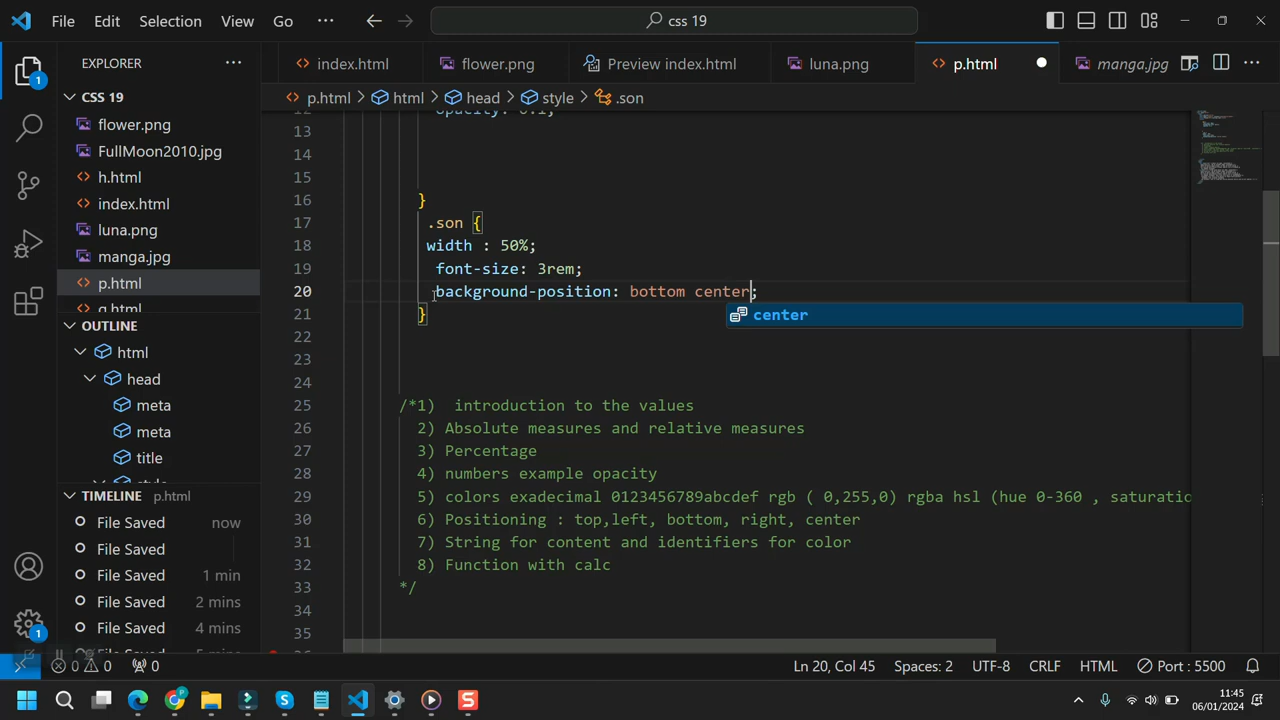 File Edit Selection View Go ··· css 19
EXPLORER ···
index.html flower.png Preview index.html luna.png p.html manga.jpg ···
CSS 19
p.html > html > head > style > .son
flower.png
FullMoon2010.jpg
h.html
index.html
luna.png
manga.jpg
p.html
OUTLINE
html
head
meta
meta
title
TIMELINE p.html
File Saved now
File Saved
File Saved 1 min
File Saved 2 mins
File Saved 4 mins
12 opacity: 0.1;
13
14
15
16 }
17 .son {
18 width : 50%;
19 font-size: 3rem;
20 background-position: bottom center;
center
21 }
22
23
24
25 /*1) introduction to the values
26 2) Absolute measures and relative measures
27 3) Percentage
28 4) numbers example opacity
29 5) colors exadecimal 0123456789abcdef rgb ( 0,255,0) rgba hsl (hue 0-360 , saturatio
30 6) Positioning : top,left, bottom, right, center
31 7) String for content and identifiers for color
32 8) Function with calc
33 */
34
35
1
1
0 0 0 Ln 20, Col 45 Spaces: 2 UTF-8 CRLF HTML Port : 5500
11:45
06/01/2024